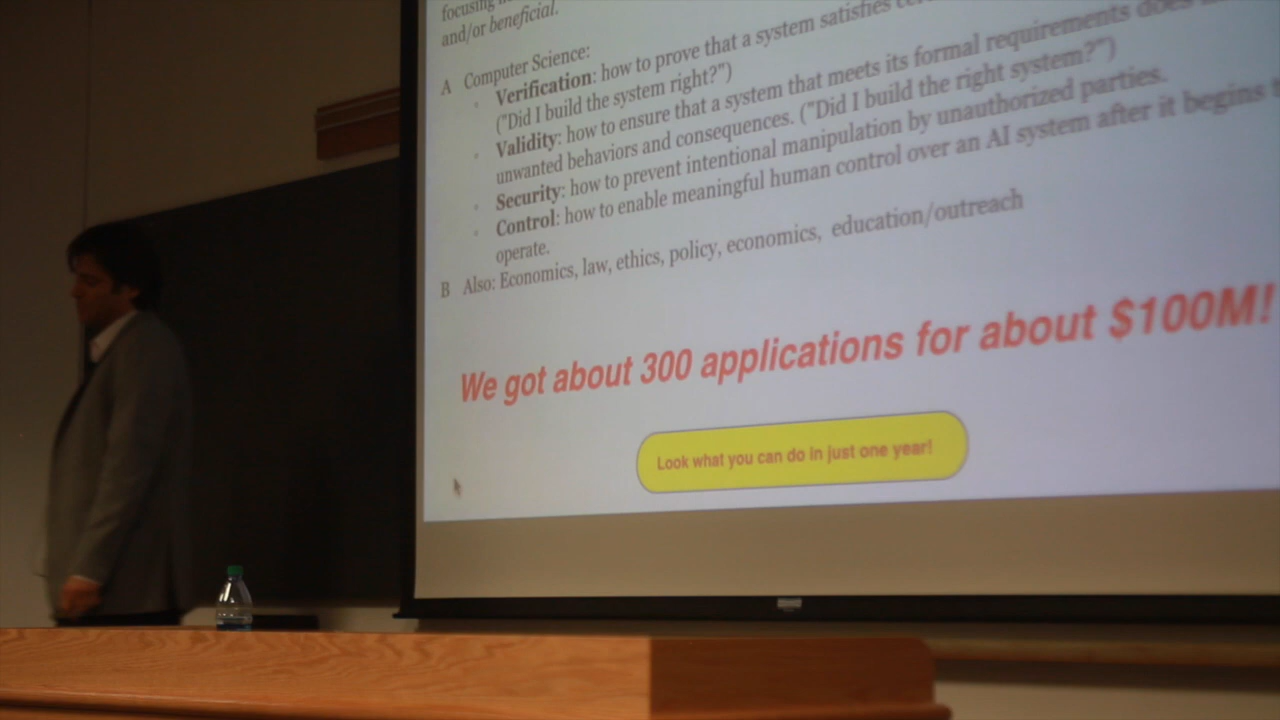 focusing
and/or beneficial.
A Computer Science:
◦ Verification: how to prove that a system satisfies
("Did I build the system right?")
◦ Validity: how to ensure that a system that meets its formal requirements does
unwanted behaviors and consequences. ("Did I build the right system?")
◦ Security: how to prevent intentional manipulation by unauthorized parties.
◦ Control: how to enable meaningful human control over an AI system after it begins
operate.
B Also: Economics, law, ethics, policy, economics, education/outreach
We got about 300 applications for about $100M!
Look what you can do in just one year!